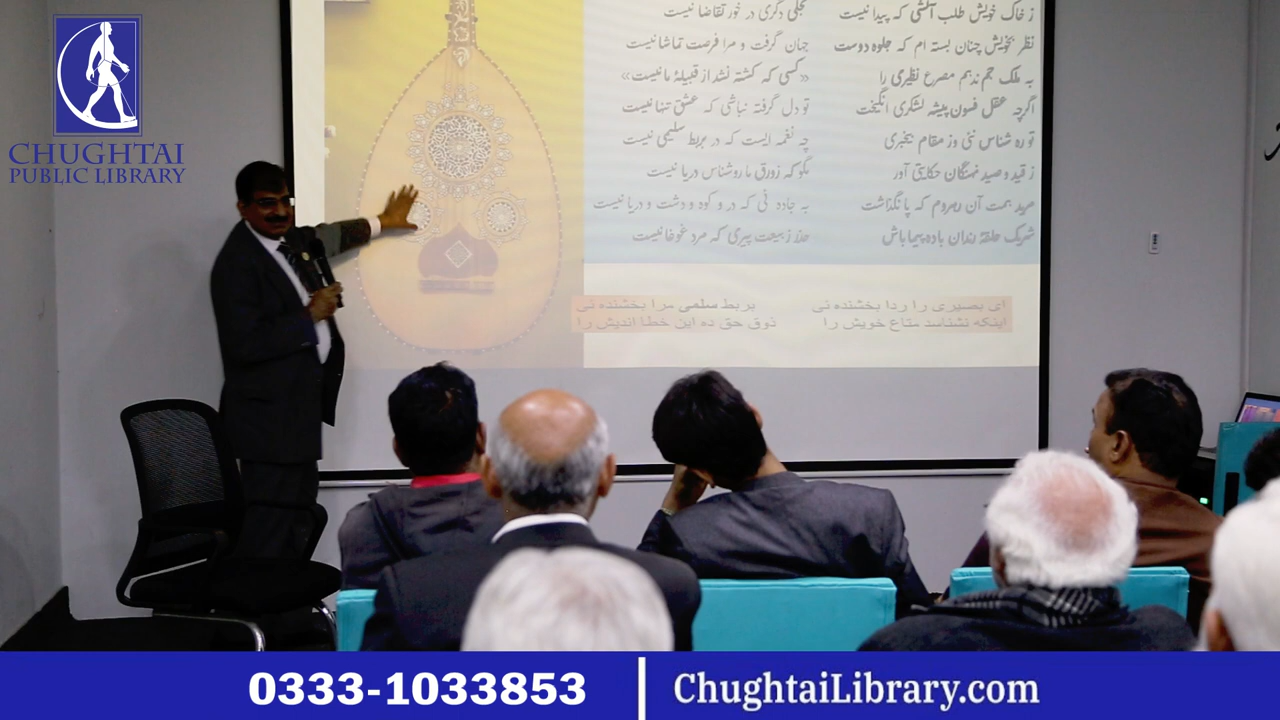 CHUGHTAI
PUBLIC LIBRARY
ز خاک خویش طلب آتشی که پیدا نیست تجلی دگری در خور تقاضا نیست
نظر بخویش چنان بسته ام که جلوه دوست جهان گرفت و مرا فرصت تماشا نیست
به ملک جم ندهم مصرع نظیری را «کسی که کشته نشد از قبیلهٔ ما نیست»
اگرچه عقل فسون پیشه لشکری انگیخت تو دل گرفته نباشی که عشق تنها نیست
تو ره شناس نئی وز مقام بیخبری چه نغمه ایست که در بربط سلیمی نیست
ز قید و صید نهنگان حکایتی آور مگو که زورق ما روشناس دریا نیست
مرید همت آن رهروم که پا نگذاشت به جاده ئی که در و کوه و دشت و دریا نیست
شریک حلقهٔ رندان باده پیما باش حذر ز بیعت پیری که مرد غوغا نیست
ای بصیری را ردا بخشنده ئی بربط سلمی مرا بخشنده ئی
اینکه نشناسد متاع خویش را ذوق حق ده این خطا اندیش را
0333-1033853 | ChughtaiLibrary.com